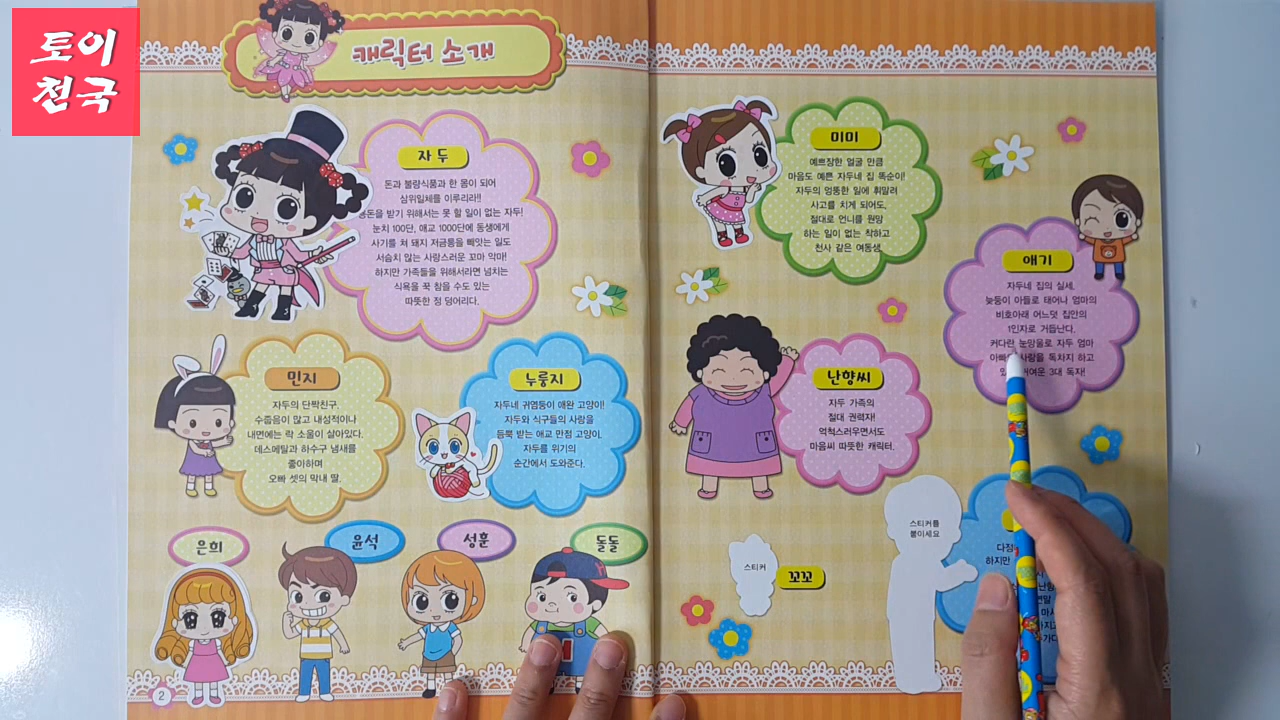 토이
천국
캐릭터 소개
자두
돈과 불량식품과 한 몸이 되어
삼위일체를 이루리라!!
용돈을 받기 위해서는 못 할 일이 없는 자두!
눈치 100단, 애교 1000단에 동생에게
사기를 쳐 돼지 저금통을 빼앗는 일도
서슴지 않는 사랑스러운 꼬마 악마!
하지만 가족들을 위해서라면 넘치는
식욕을 꾹 참을 수도 있는
따뜻한 정 덩어리다.
민지
자두의 단짝친구.
수줍음이 많고 내성적이나
내면에는 락 소울이 살아있다.
데스메탈과 하수구 냄새를
좋아하며
오빠 셋의 막내 딸.
누룽지
자두네 귀염둥이 애완 고양이!
자두와 식구들의 사랑을
듬뿍 받는 애교 만점 고양이.
자두를 위기의
순간에서 도와준다.
은희
윤석
성훈
돌돌
2
미미
예쁘장한 얼굴 만큼
마음도 예쁜 자두네 집 똑순이!
자두의 엉뚱한 일에 휘말려
사고를 치게 되어도,
절대로 언니를 원망
하는 일이 없는 착하고
천사 같은 여동생.
애기
자두네 집의 실세.
늦둥이 아들로 태어나 엄마의
비호아래 어느덧 집안의
1인자로 거듭난다.
커다란 눈망울로 자두 엄마
사랑을 독차지 하고
귀여운 3대 독자!
난향씨
자두 가족의
절대 권력자!
억척스러우면서도
마음씨 따뜻한 캐릭터.
스티커
꼬꼬
스티커를
붙이세요
하지만